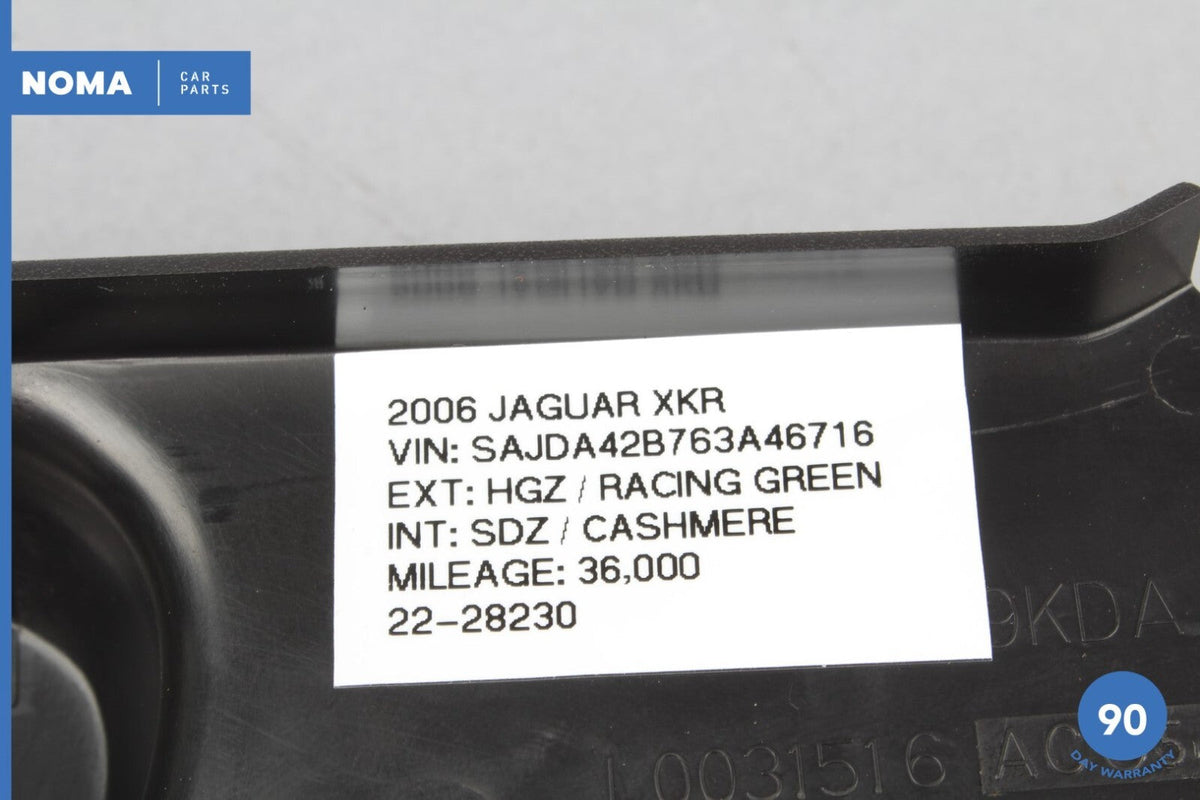 NOMA
CAR
PARTS
2006 JAGUAR XKR
VIN: SAJDA42B763A46716
EXT: HGZ / RACING GREEN
INT: SDZ / CASHMERE
MILEAGE: 36,000
22-28230
9KDA
L0031516
90
DAY WARRANTY